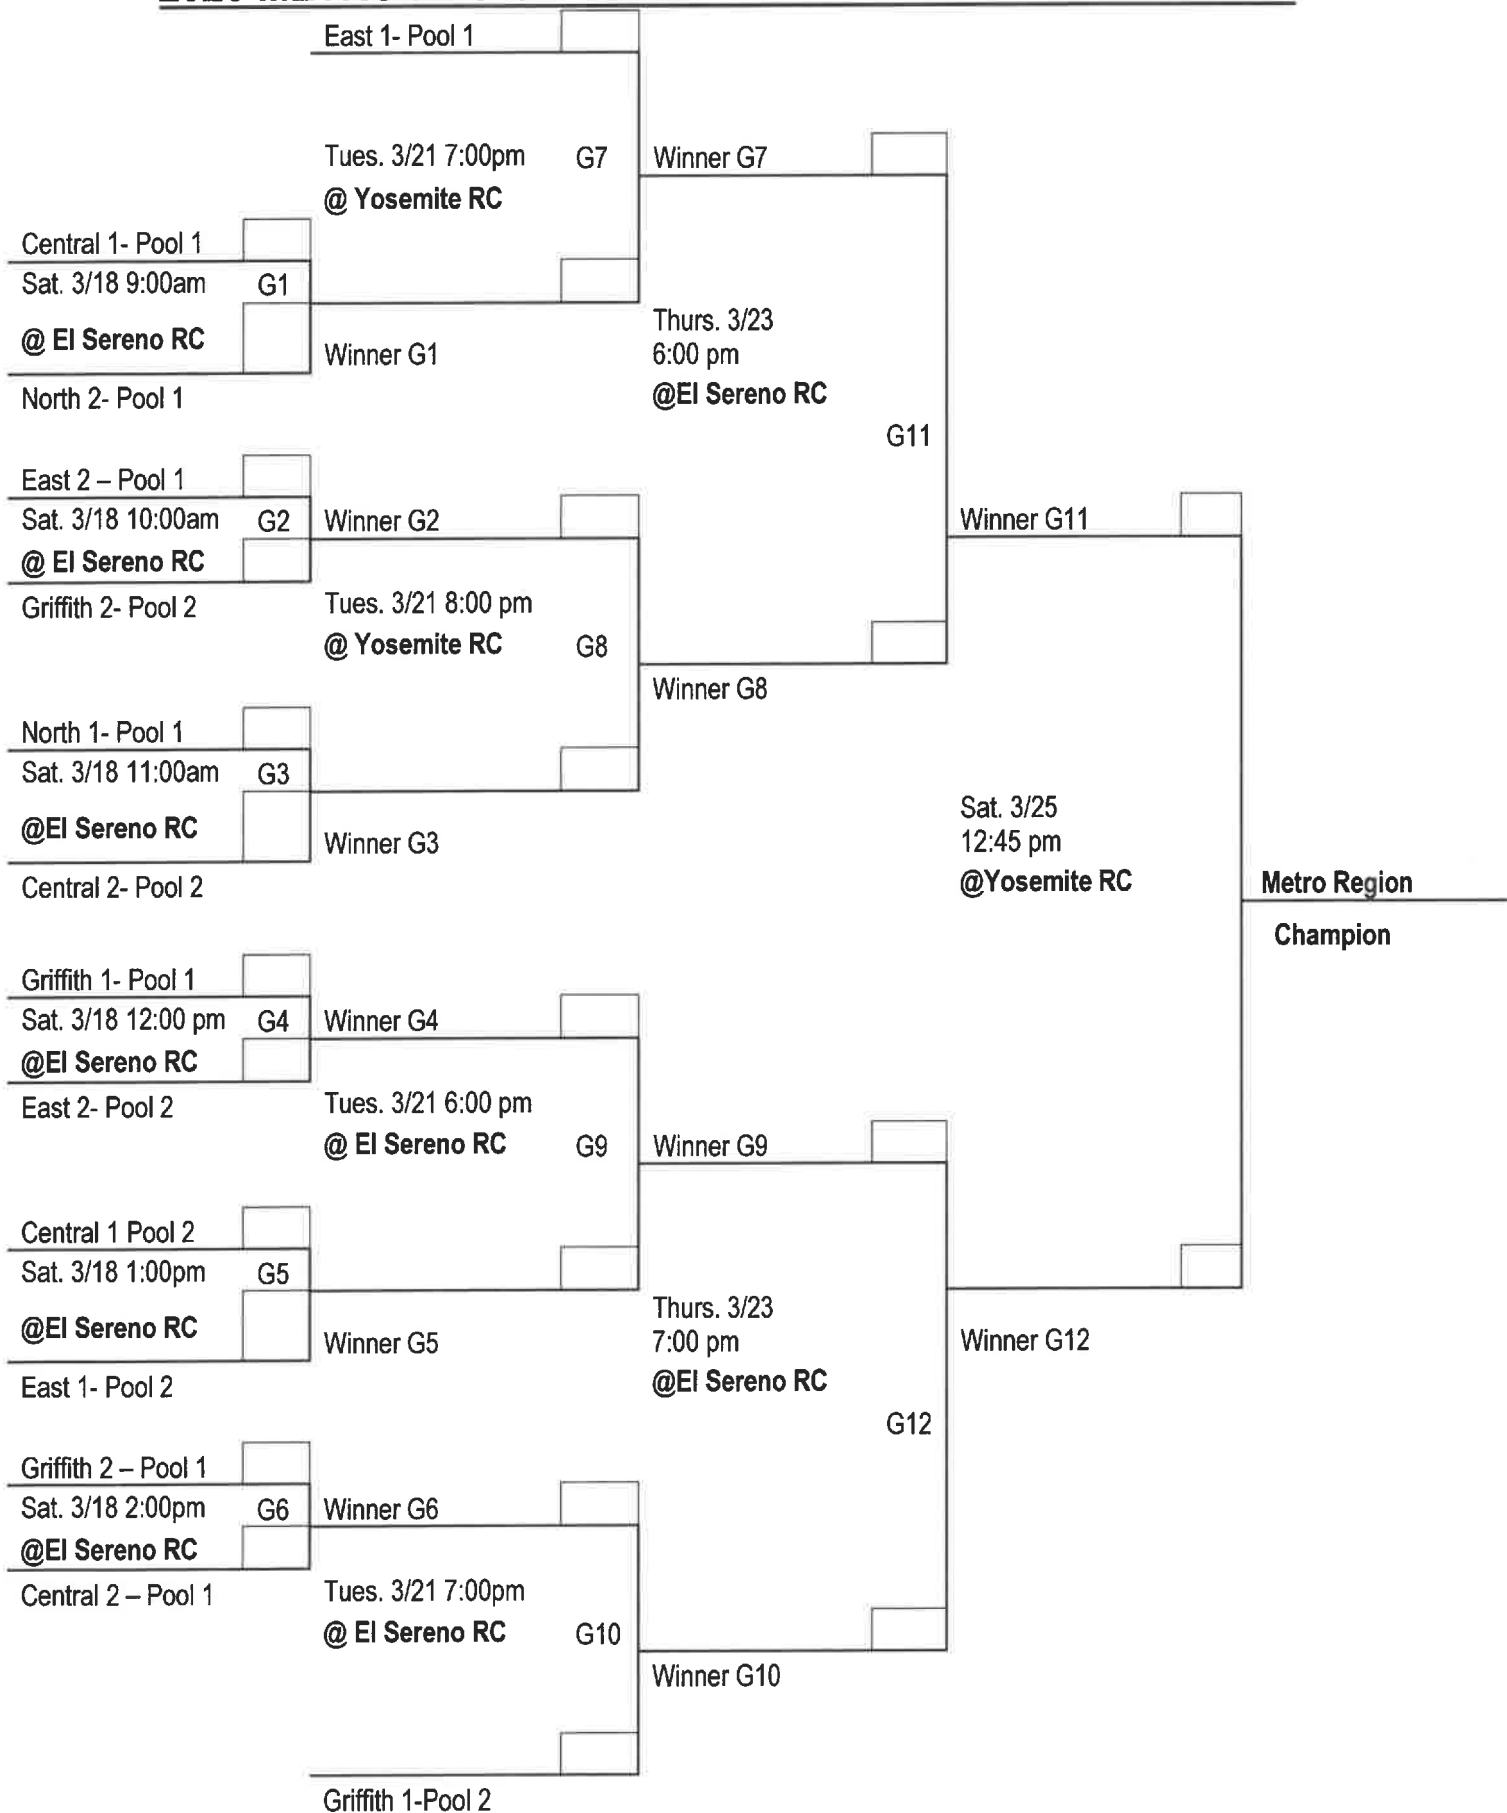 East 1- Pool 1
Tues. 3/21 7:00pm
G7
@ Yosemite RC
Winner G7
Central 1- Pool 1
Sat. 3/18 9:00am
G1
@ El Sereno RC
North 2- Pool 1
Winner G1
Thurs. 3/23
6:00 pm
@El Sereno RC
G11
East 2 – Pool 1
Sat. 3/18 10:00am
G2
@ El Sereno RC
Griffith 2- Pool 2
Winner G2
Tues. 3/21 8:00 pm
@ Yosemite RC
G8
Winner G8
Winner G11
North 1- Pool 1
Sat. 3/18 11:00am
G3
@El Sereno RC
Central 2- Pool 2
Winner G3
Sat. 3/25
12:45 pm
@Yosemite RC
Metro Region
Champion
Griffith 1- Pool 1
Sat. 3/18 12:00 pm
G4
@El Sereno RC
East 2- Pool 2
Winner G4
Tues. 3/21 6:00 pm
@ El Sereno RC
G9
Winner G9
Central 1 Pool 2
Sat. 3/18 1:00pm
G5
@El Sereno RC
East 1- Pool 2
Winner G5
Thurs. 3/23
7:00 pm
@El Sereno RC
G12
Winner G12
Griffith 2 – Pool 1
Sat. 3/18 2:00pm
G6
@El Sereno RC
Central 2 – Pool 1
Winner G6
Tues. 3/21 7:00pm
@ El Sereno RC
G10
Winner G10
Griffith 1-Pool 2